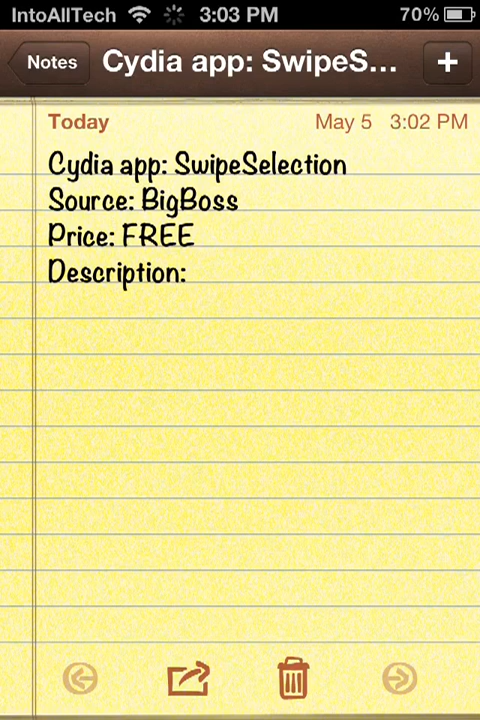 IntoAllTech 3:03 PM 70%
Notes Cydia app: SwipeS... +
Today May 5 3:02 PM
Cydia app: SwipeSelection
Source: BigBoss
Price: FREE
Description: